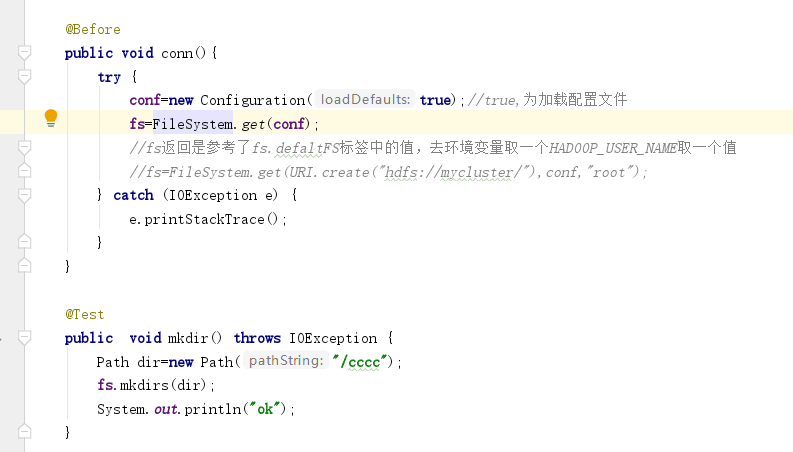 @Before
public void conn(){
try {
conf=new Configuration( loadDefaults: true);//true,为加载配置文件
fs=FileSystem.get(conf);
//fs返回是参考了fs.defaltFS标签中的值，去环境变量取一个HADOOP_USER_NAME取一个值
//fs=FileSystem.get(URI.create("hdfs://mycluster/"),conf,"root");
} catch (IOException e) {
e.printStackTrace();
}
}
@Test
public  void mkdir() throws IOException {
Path dir=new Path( pathString: "/cccc");
fs.mkdirs(dir);
System.out.println("ok");
}